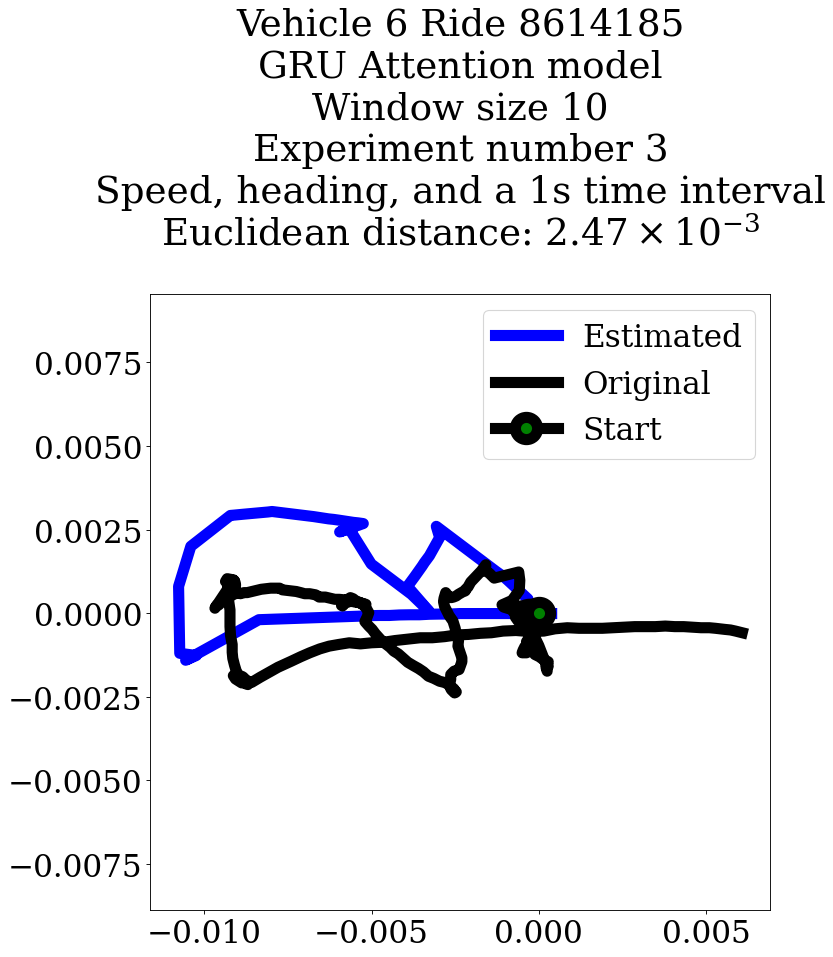 Vehicle 6 Ride 8614185
GRU Attention model
Window size 10
Experiment number 3
Speed, heading, and a 1s time interval
Euclidean distance: 2.47 × 10⁻³
Estimated
Original
Start
0.0075
0.0050
0.0025
0.0000
−0.0025
−0.0050
−0.0075
−0.010 −0.005 0.000 0.005